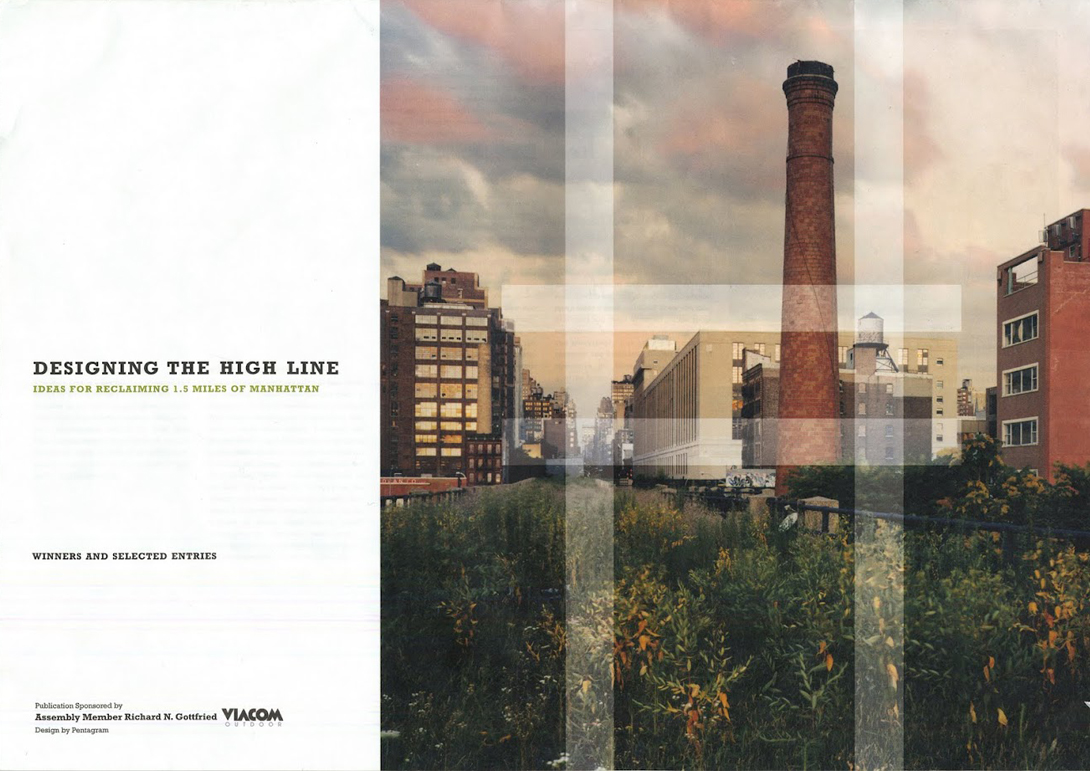 DESIGNING THE HIGH LINE
IDEAS FOR RECLAIMING 1.5 MILES OF MANHATTAN
WINNERS AND SELECTED ENTRIES
Publication Sponsored by
Assembly Member Richard N. Gottfried VIACOM
OUTDOOR
Design by Pentagram